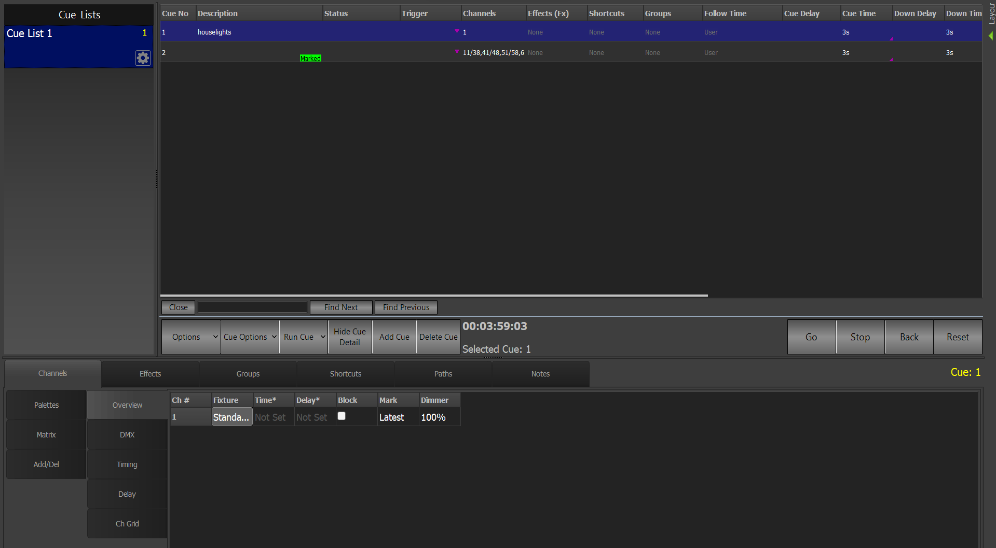 Cue Lists
Cue List 1 1
Cue No Description Status Trigger Channels Effects (Fx) Shortcuts Groups Follow Time Cue Delay Cue Time Down Delay Down Tim
1 houselights 1 None None None User 3s 3s
2 11/38,41/48,51/58,6 None None None User 3s 3s
Close Find Next Find Previous
Options Cue Options Run Cue Hide Cue Detail Add Cue Delete Cue
00:03:59:03
Selected Cue: 1
Go Stop Back Reset
Channels Effects Groups Shortcuts Paths Notes
Cue: 1
Palettes
Matrix
Add/Del
Overview
DMX
Timing
Delay
Ch Grid
Ch # Fixture Time* Delay* Block Mark Dimmer
1 Standa... Not Set Not Set Latest 100%